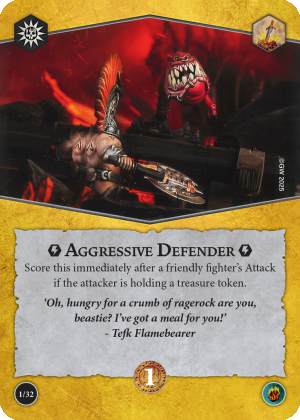 ©GW 2025
AGGRESSIVE DEFENDER
Score this immediately after a friendly fighter's Attack
if the attacker is holding a treasure token.
‘Oh, hungry for a crumb of ragerock are you,
beastie? I’ve got a meal for you!’
- Tefk Flamebearer
1
1/32